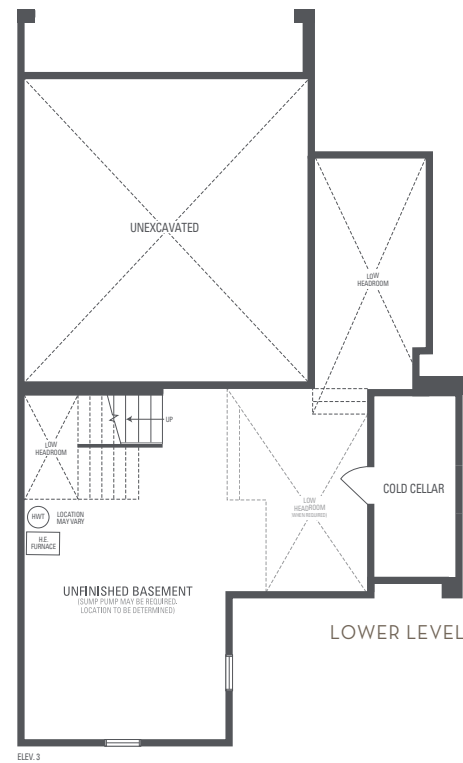 UNEXCAVATED
LOW
HEADROOM
UP
LOW
HEADROOM
COLD CELLAR
LOW
HEADROOM
(WHEN REQUIRED)
HWT
LOCATION
MAY VARY
H.E.
FURNACE
UNFINISHED BASEMENT
(SUMP PUMP MAY BE REQUIRED.
LOCATION TO BE DETERMINED)
LOWER LEVEL
ELEV. 3